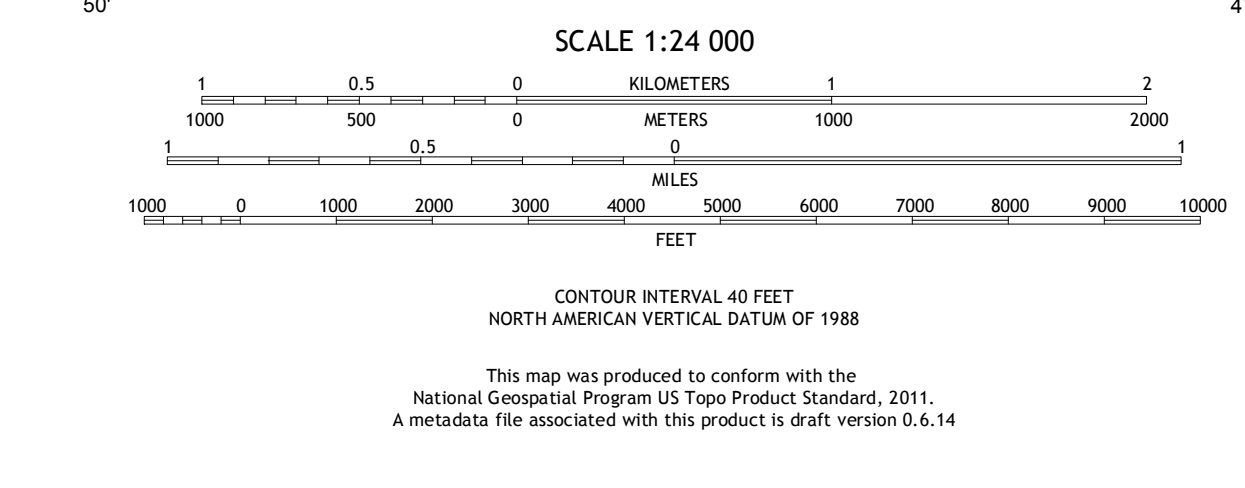 50' 4
SCALE 1:24 000
1 0.5 0 KILOMETERS 1 2
1000 500 0 METERS 1000 2000
1 0.5 0 1
MILES
1000 0 1000 2000 3000 4000 5000 6000 7000 8000 9000 10000
FEET
CONTOUR INTERVAL 40 FEET
NORTH AMERICAN VERTICAL DATUM OF 1988
This map was produced to conform with the
National Geospatial Program US Topo Product Standard, 2011.
A metadata file associated with this product is draft version 0.6.14